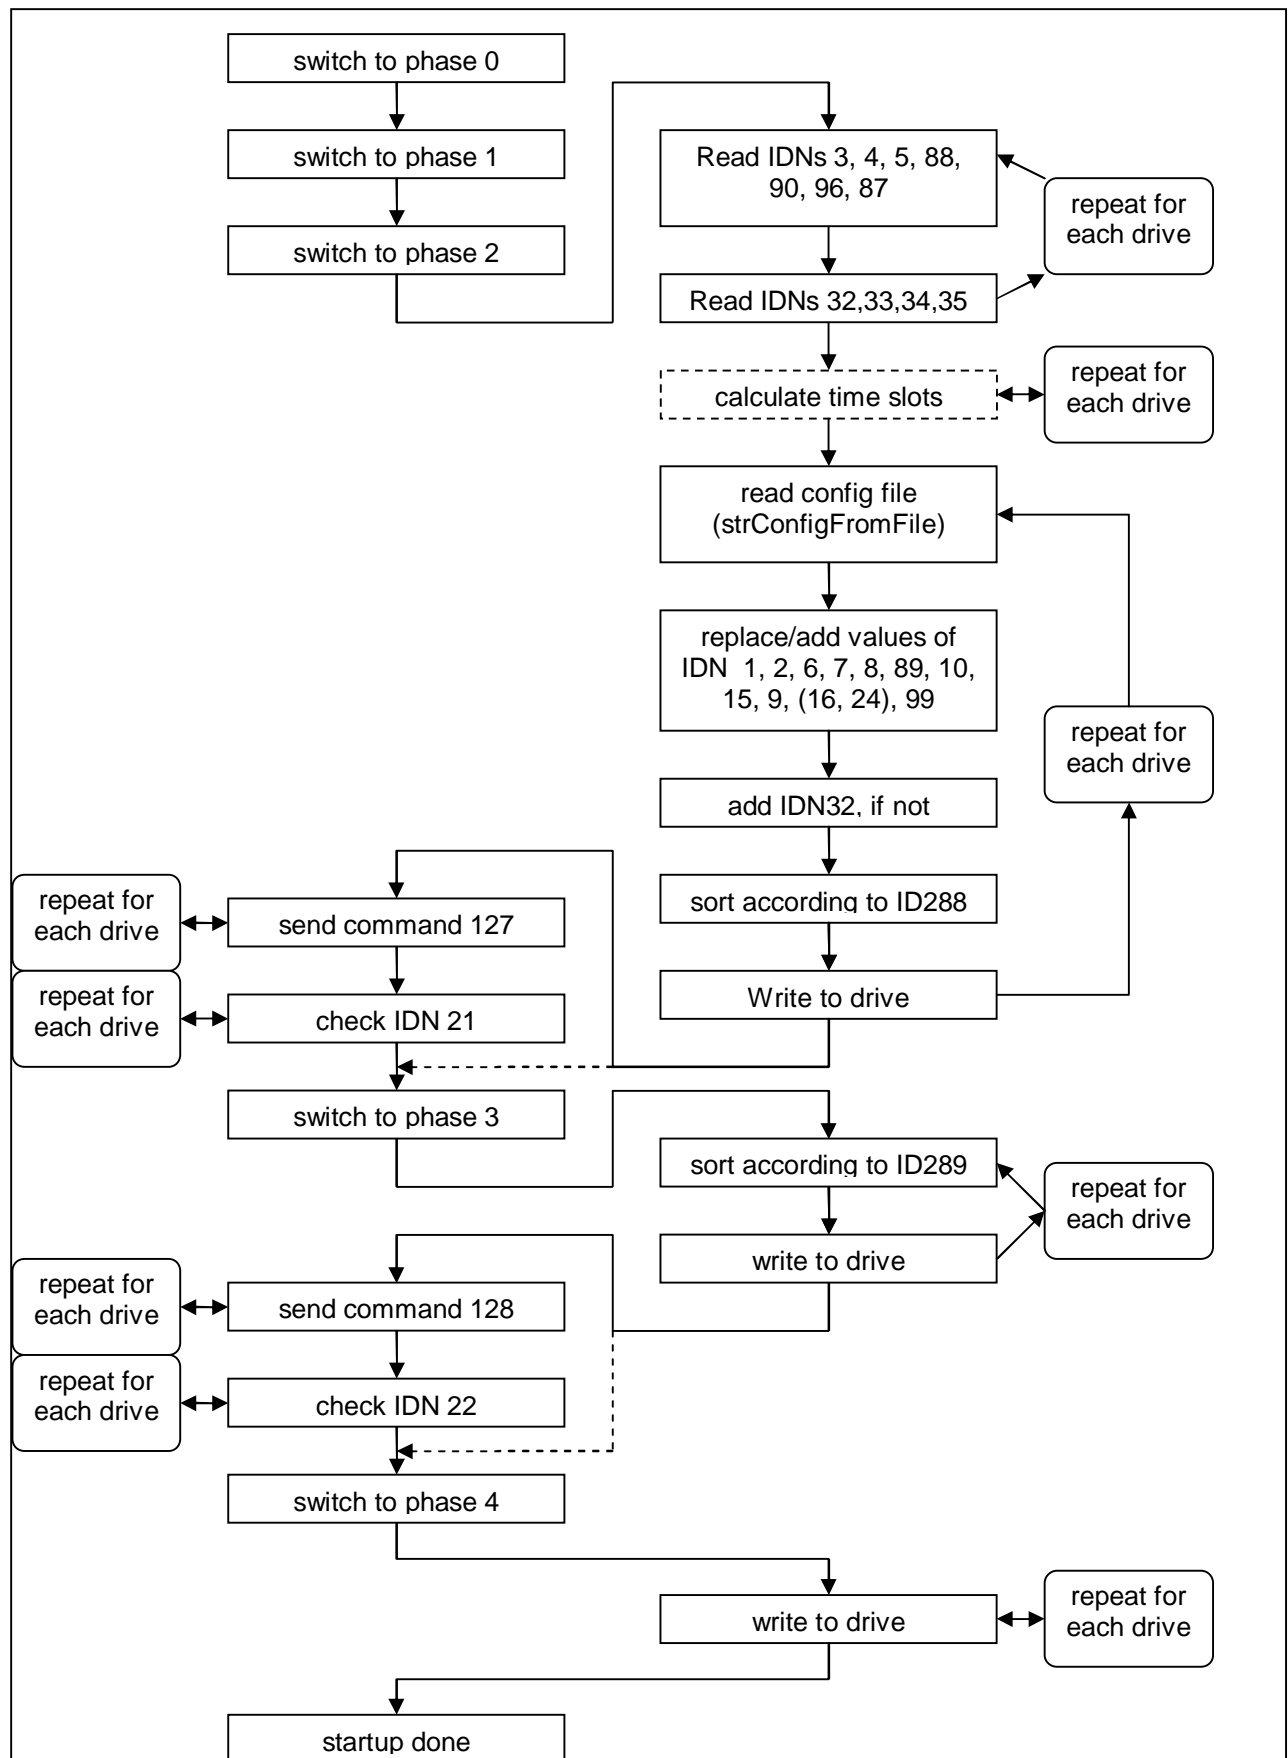 switch to phase 0
switch to phase 1
switch to phase 2
Read IDNs 3, 4, 5, 88,
90, 96, 87
repeat for
each drive
Read IDNs 32,33,34,35
calculate time slots
repeat for
each drive
read config file
(strConfigFromFile)
replace/add values of
IDN  1, 2, 6, 7, 8, 89, 10,
15, 9, (16, 24), 99
repeat for
each drive
add IDN32, if not
sort according to ID288
Write to drive
repeat for
each drive
send command 127
repeat for
each drive
check IDN 21
switch to phase 3
sort according to ID289
repeat for
each drive
write to drive
repeat for
each drive
send command 128
repeat for
each drive
check IDN 22
switch to phase 4
write to drive
repeat for
each drive
startup done